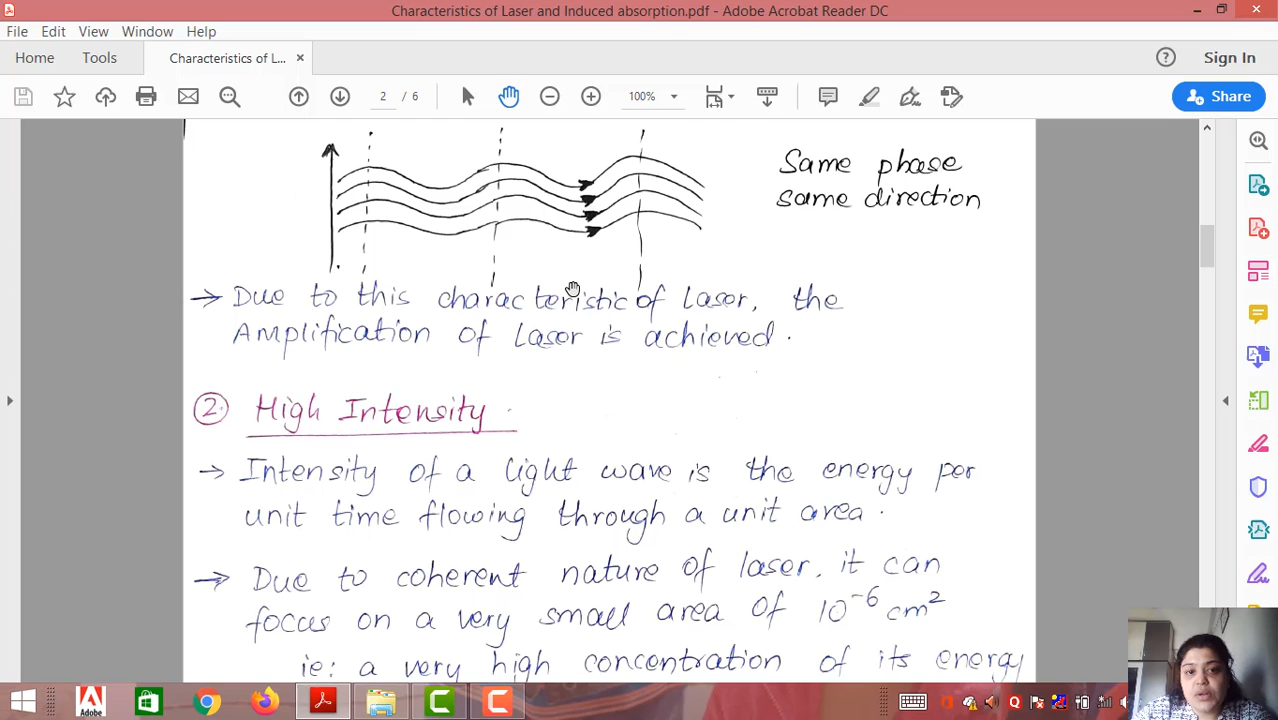 Characteristics of Laser and Induced absorption.pdf - Adobe Acrobat Reader DC
File Edit View Window Help
Home Tools Characteristics of L... × Sign In
2 / 6 100% Share
Same phase
same direction
→ Due to this characteristic of laser, the
Amplification of Laser is achieved.
② High Intensity.
→ Intensity of a light wave is the energy per
unit time flowing through a unit area.
→ Due to coherent nature of laser, it can
focus on a very small area of 10⁻⁶ cm²
ie: a very high concentration of its energy
Adobe